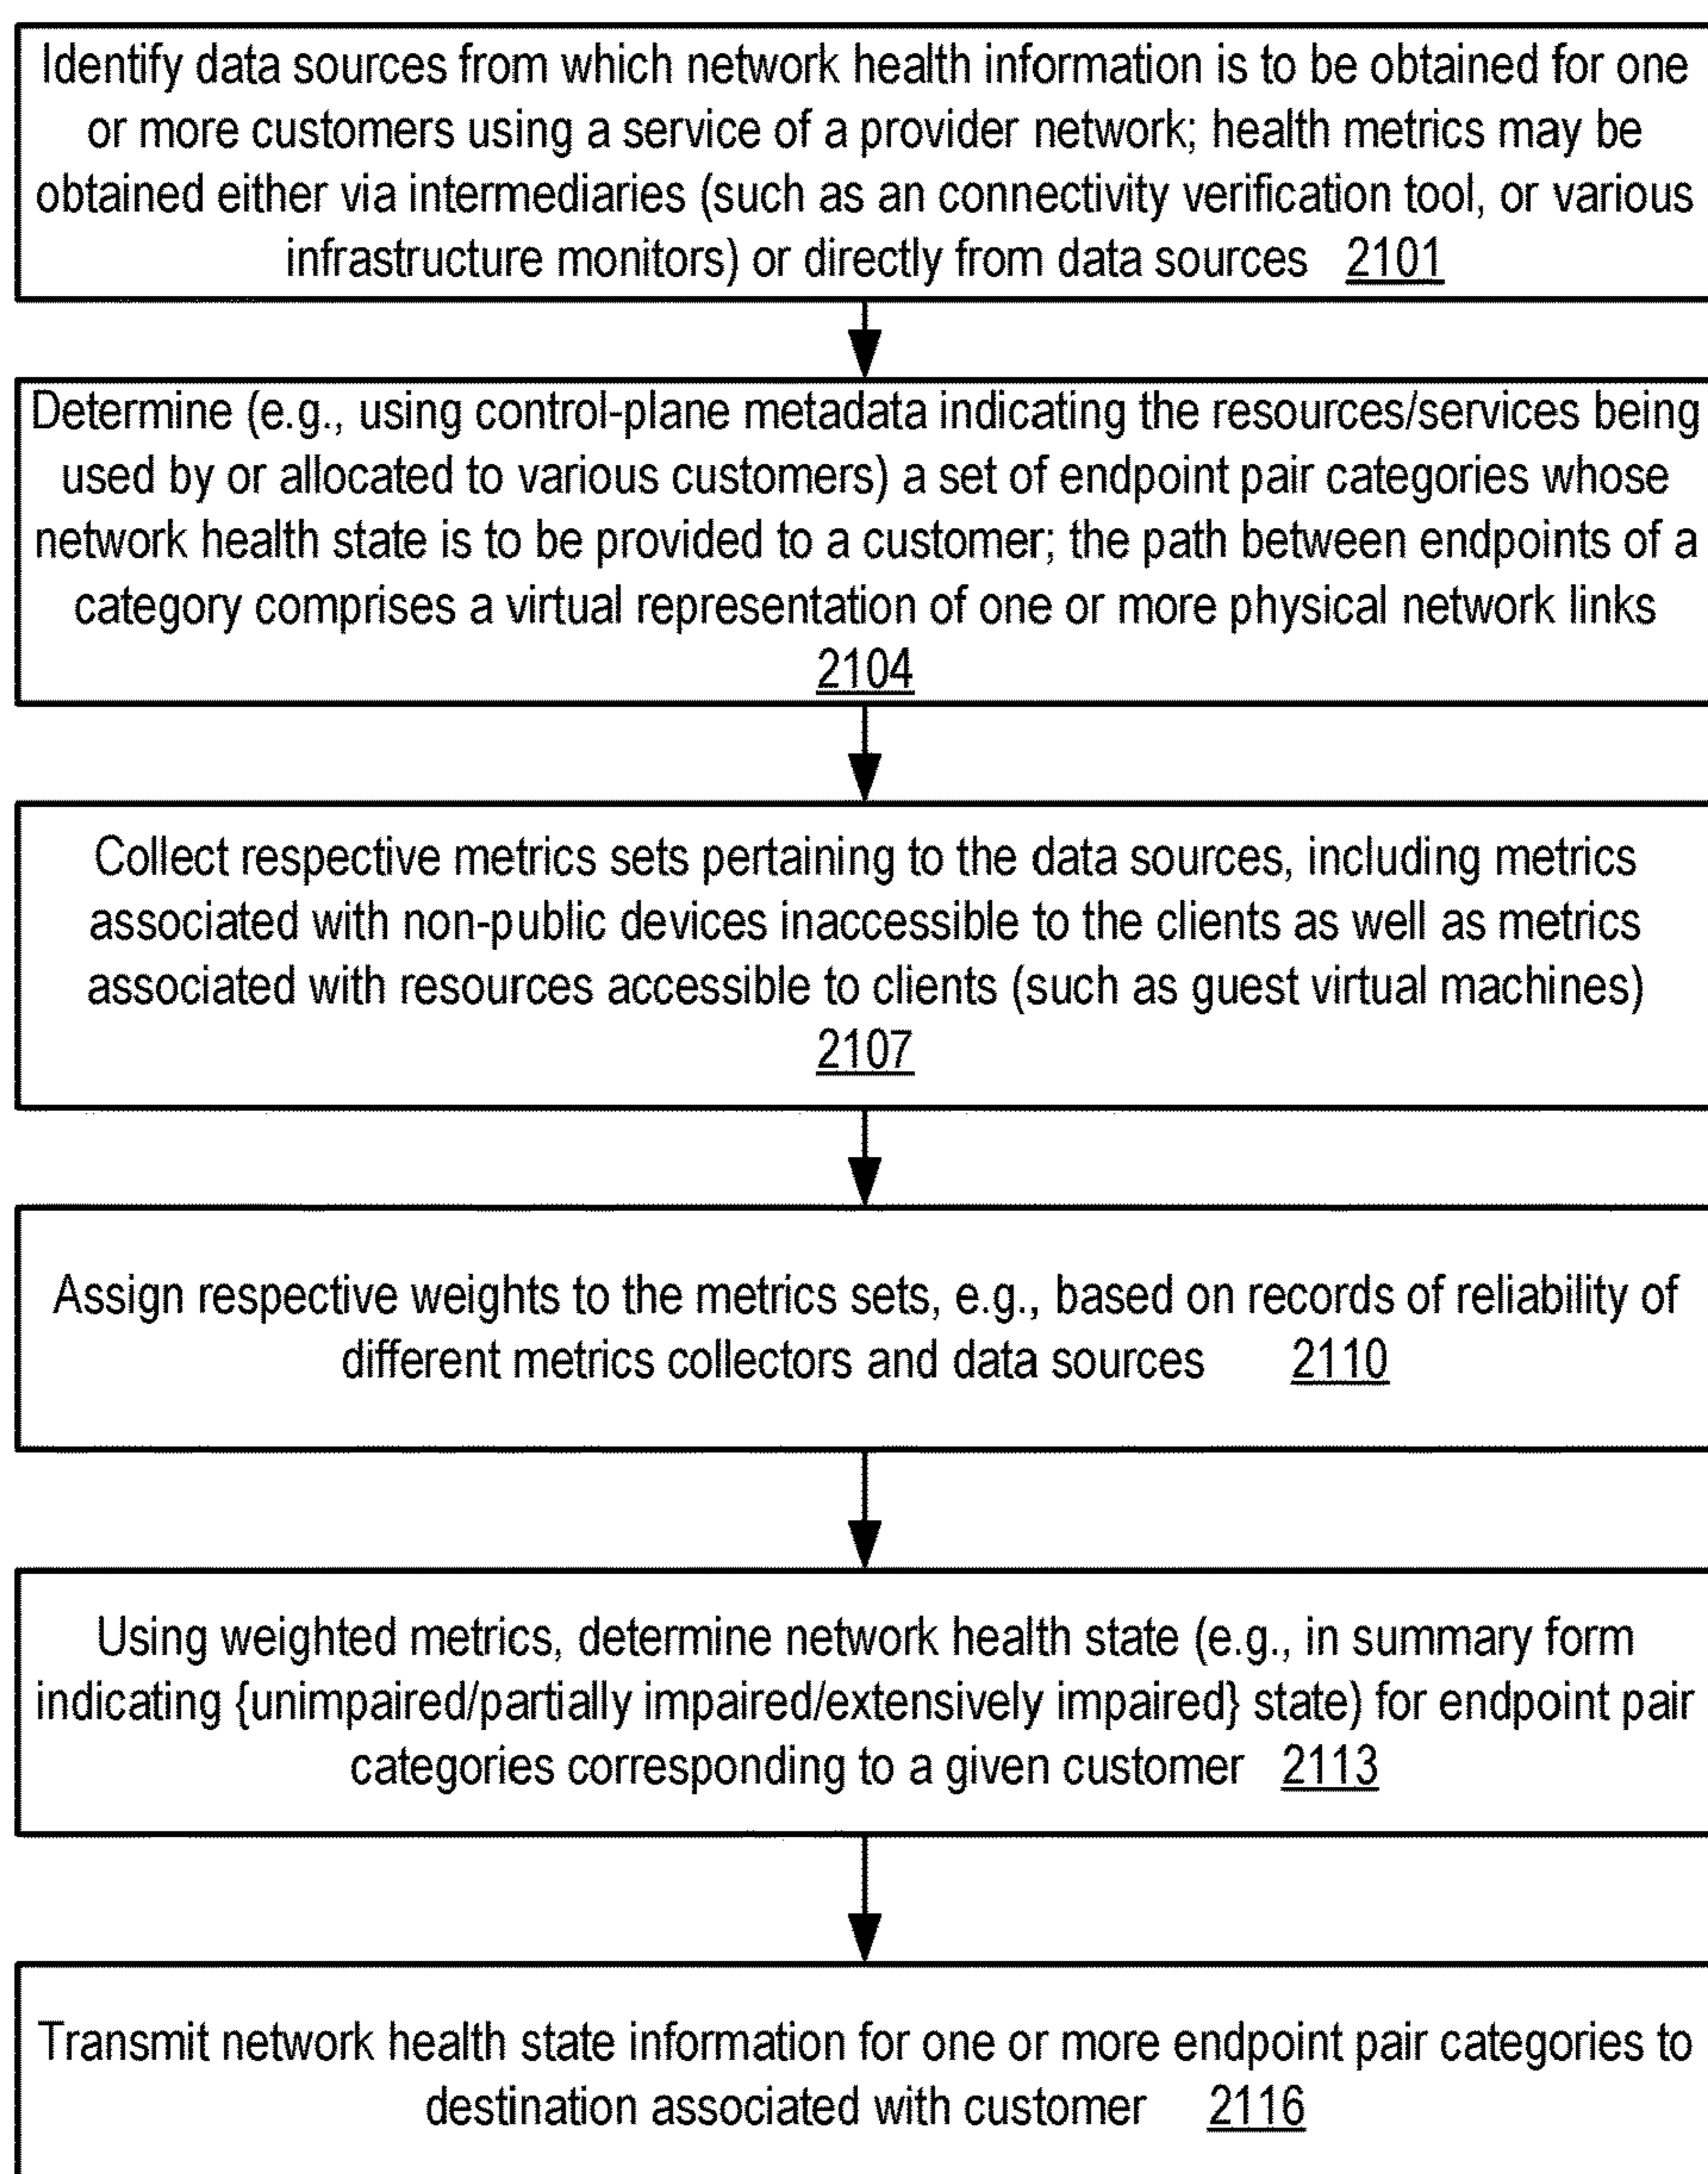 Identify data sources from which network health information is to be obtained for one
or more customers using a service of a provider network; health metrics may be
obtained either via intermediaries (such as an connectivity verification tool, or various
infrastructure monitors) or directly from data sources 2101
Determine (e.g., using control-plane metadata indicating the resources/services being
used by or allocated to various customers) a set of endpoint pair categories whose
network health state is to be provided to a customer; the path between endpoints of a
category comprises a virtual representation of one or more physical network links
2104
Collect respective metrics sets pertaining to the data sources, including metrics
associated with non-public devices inaccessible to the clients as well as metrics
associated with resources accessible to clients (such as guest virtual machines)
2107
Assign respective weights to the metrics sets, e.g., based on records of reliability of
different metrics collectors and data sources 2110
Using weighted metrics, determine network health state (e.g., in summary form
indicating {unimpaired/partially impaired/extensively impaired} state) for endpoint pair
categories corresponding to a given customer 2113
Transmit network health state information for one or more endpoint pair categories to
destination associated with customer 2116